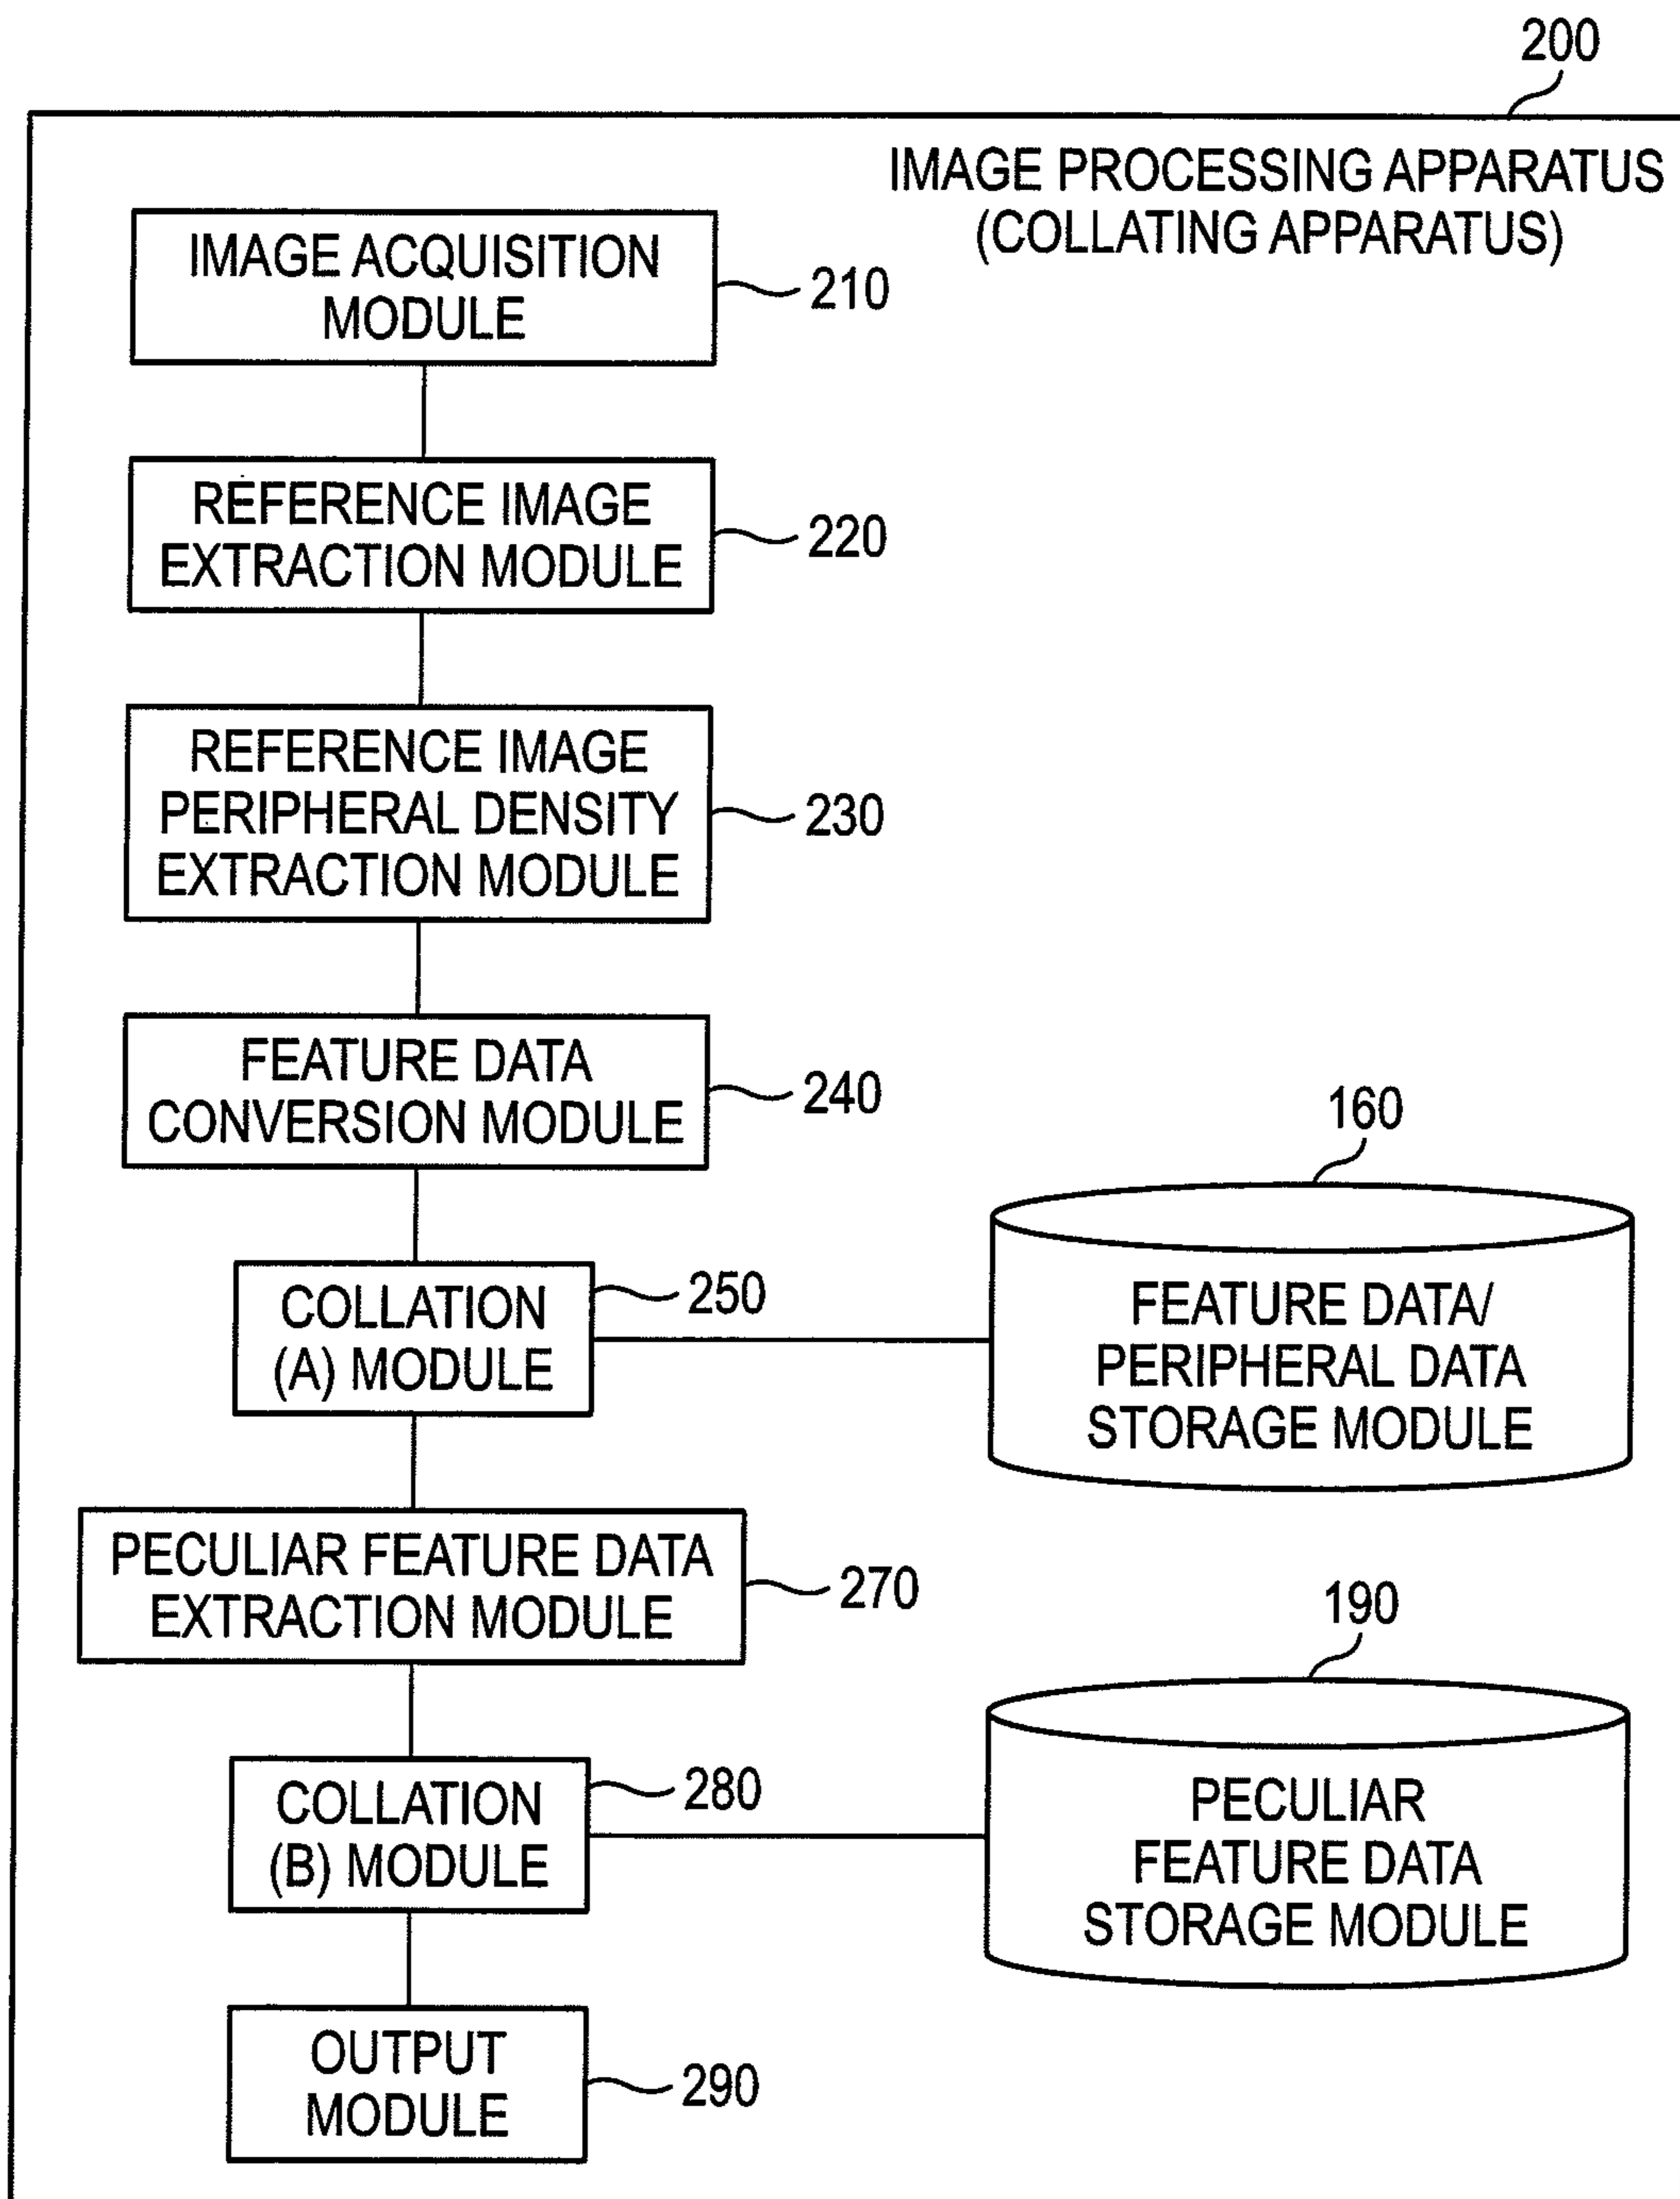 200
IMAGE PROCESSING APPARATUS
(COLLATING APPARATUS)
IMAGE ACQUISITION
MODULE
210
REFERENCE IMAGE
EXTRACTION MODULE
220
REFERENCE IMAGE
PERIPHERAL DENSITY
EXTRACTION MODULE
230
FEATURE DATA
CONVERSION MODULE
240
COLLATION
(A) MODULE
250
160
FEATURE DATA/
PERIPHERAL DATA
STORAGE MODULE
PECULIAR FEATURE DATA
EXTRACTION MODULE
270
COLLATION
(B) MODULE
280
190
PECULIAR
FEATURE DATA
STORAGE MODULE
OUTPUT
MODULE
290